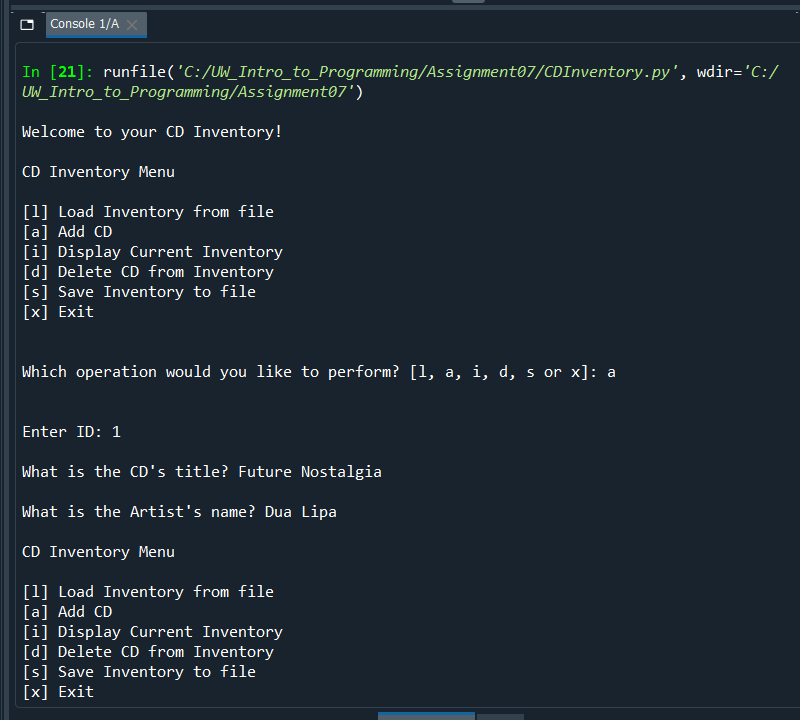 Console 1/A
In [21]: runfile('C:/UW_Intro_to_Programming/Assignment07/CDInventory.py', wdir='C:/
UW_Intro_to_Programming/Assignment07')
Welcome to your CD Inventory!
CD Inventory Menu
[l] Load Inventory from file
[a] Add CD
[i] Display Current Inventory
[d] Delete CD from Inventory
[s] Save Inventory to file
[x] Exit
Which operation would you like to perform? [l, a, i, d, s or x]: a
Enter ID: 1
What is the CD's title? Future Nostalgia
What is the Artist's name? Dua Lipa
CD Inventory Menu
[l] Load Inventory from file
[a] Add CD
[i] Display Current Inventory
[d] Delete CD from Inventory
[s] Save Inventory to file
[x] Exit